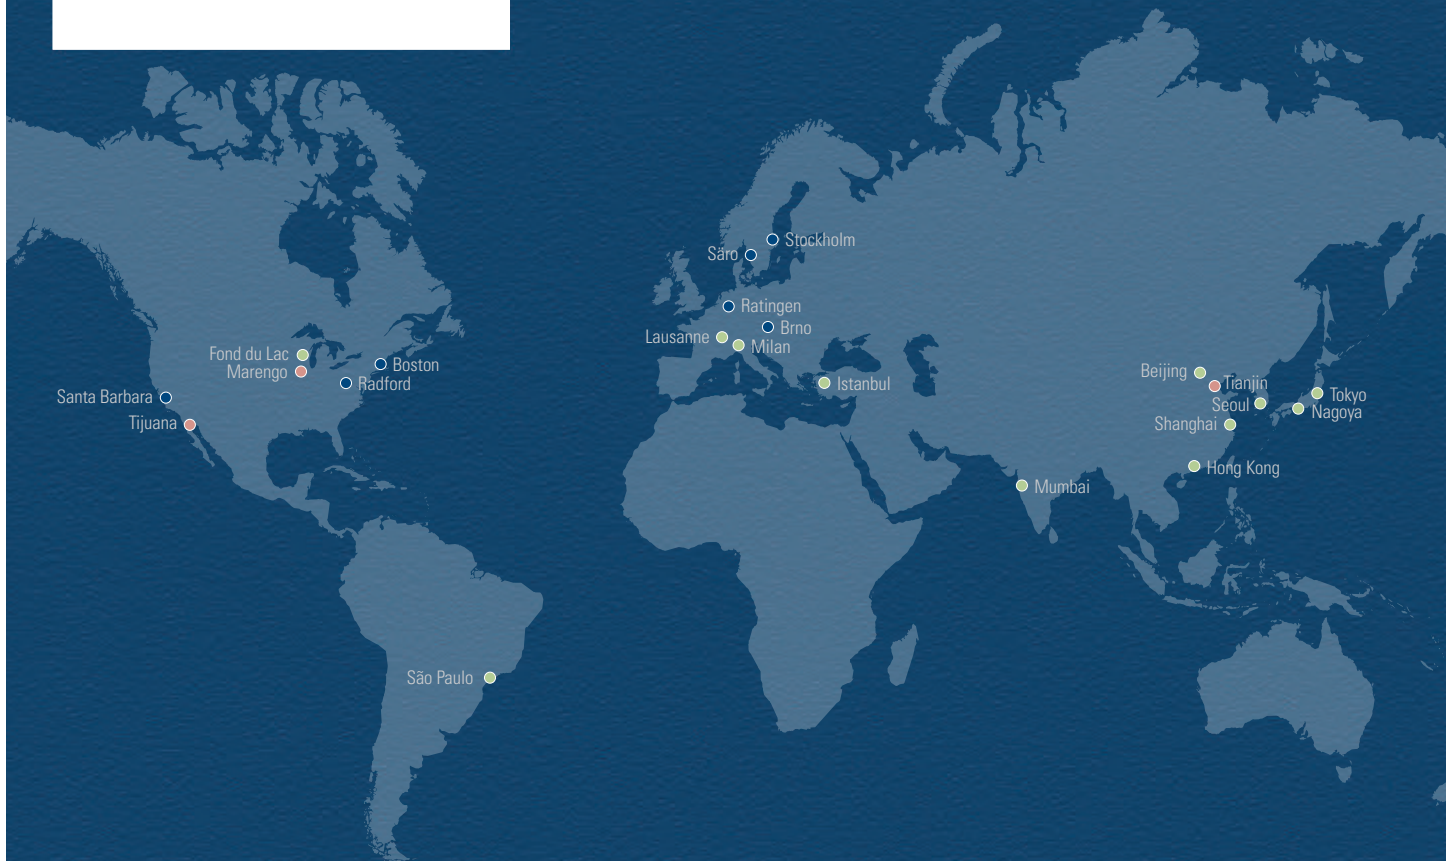 Stockholm
Säro
Ratingen
Brno
Lausanne
Milan
Fond du Lac
Boston
Marengo
Radford
Istanbul
Santa Barbara
Tijuana
Beijing
Tianjin
Tokyo
Seoul
Nagoya
Shanghai
Hong Kong
Mumbai
São Paulo